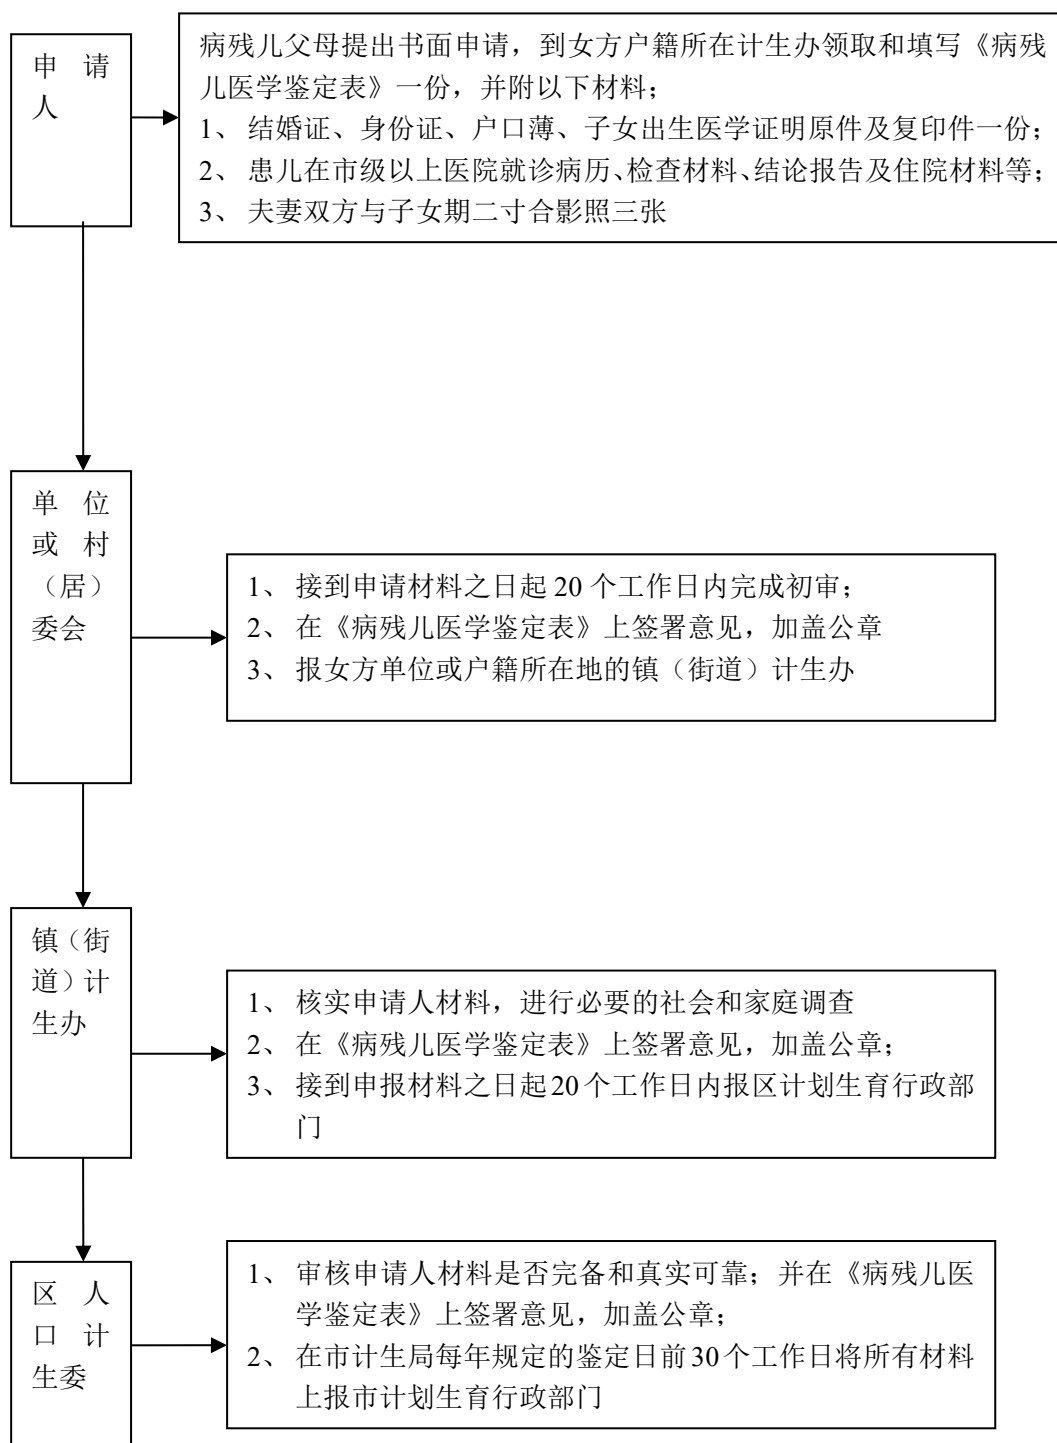 申请
人
病残儿父母提出书面申请，到女方户籍所在计生办领取和填写《病残
儿医学鉴定表》一份，并附以下材料；
1、 结婚证、身份证、户口薄、子女出生医学证明原件及复印件一份；
2、 患儿在市级以上医院就诊病历、检查材料、结论报告及住院材料等；
3、 夫妻双方与子女期二寸合影照三张
单位
或村
（居）
委会
1、 接到申请材料之日起 20 个工作日内完成初审；
2、 在《病残儿医学鉴定表》上签署意见，加盖公章
3、 报女方单位或户籍所在地的镇（街道）计生办
镇（街
道）计
生办
1、 核实申请人材料，进行必要的社会和家庭调查
2、 在《病残儿医学鉴定表》上签署意见，加盖公章；
3、 接到申报材料之日起 20 个工作日内报区计划生育行政部
门
区人
口计
生委
1、 审核申请人材料是否完备和真实可靠；并在《病残儿医
学鉴定表》上签署意见，加盖公章；
2、 在市计生局每年规定的鉴定日前 30 个工作日将所有材料
上报市计划生育行政部门